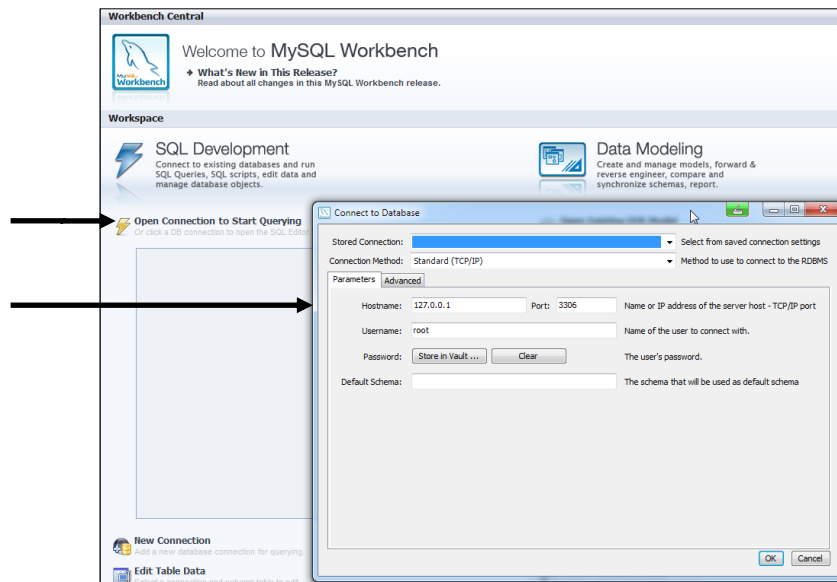 Workbench Central
MySQL
Workbench
Welcome to MySQL Workbench
What's New in This Release?
Read about all changes in this MySQL Workbench release.
Workspace
SQL Development
Connect to existing databases and run
SQL Queries, SQL scripts, edit data and
manage database objects.
Data Modeling
Create and manage models, forward &
reverse engineer, compare and
synchronize schemas, report.
Open Connection to Start Querying
Or click a DB connection to open the SQL Editor
Connect to Database
Stored Connection:
Select from saved connection settings
Connection Method: Standard (TCP/IP)
Method to use to connect to the RDBMS
Parameters Advanced
Hostname: 127.0.0.1 Port: 3306 Name or IP address of the server host - TCP/IP port
Username: root Name of the user to connect with.
Password: Store in Vault ... Clear The user's password.
Default Schema: The schema that will be used as default schema
New Connection
Add a new database connection for querying.
Edit Table Data
OK Cancel